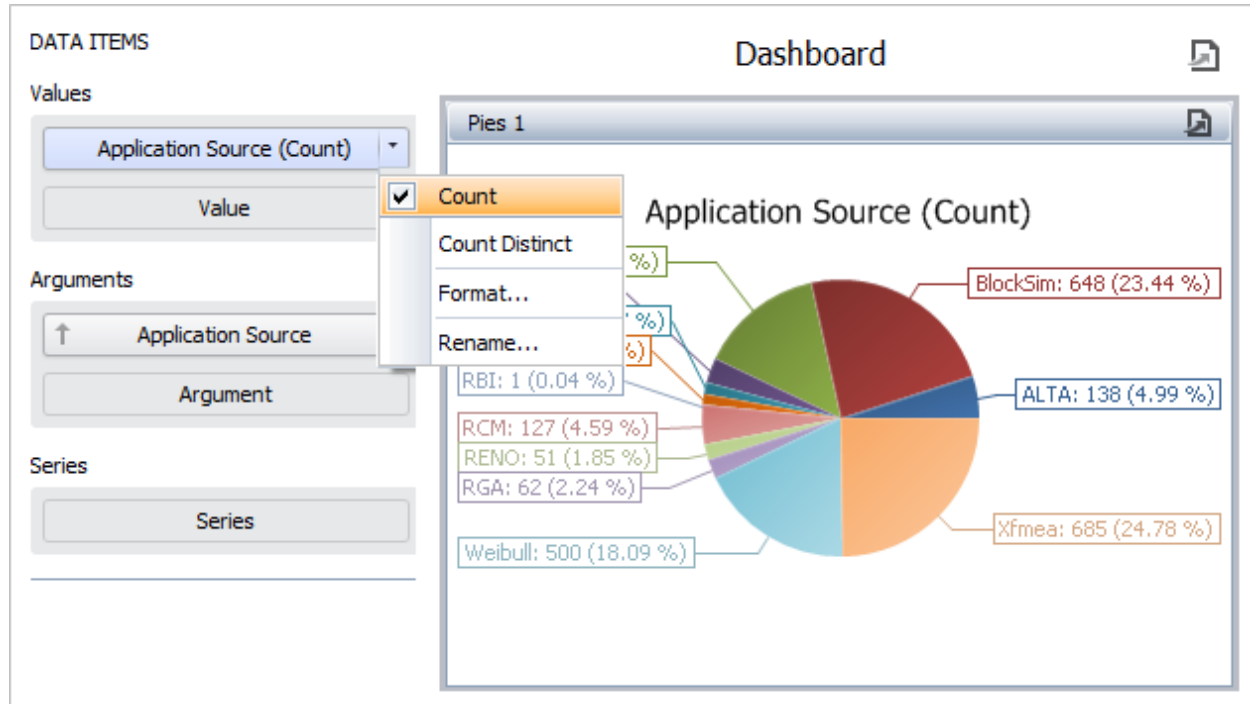 DATA ITEMS
Values
Application Source (Count)
Value
Arguments
Application Source
Argument
Series
Series
Count
Count Distinct
Format...
Rename...
Dashboard
Pies 1
Application Source (Count)
%)
%)
%)
BlockSim: 648 (23.44 %)
ALTA: 138 (4.99 %)
RBI: 1 (0.04 %)
RCM: 127 (4.59 %)
RENO: 51 (1.85 %)
RGA: 62 (2.24 %)
Weibull: 500 (18.09 %)
Xfmea: 685 (24.78 %)